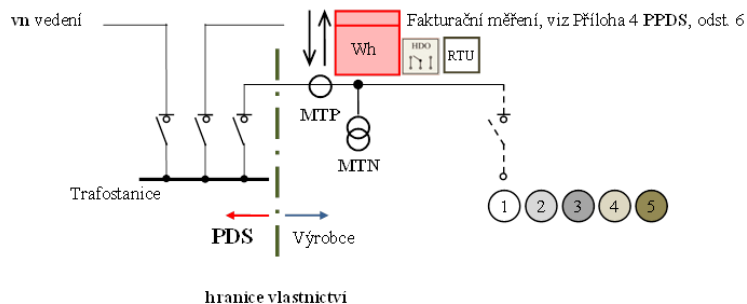 vn vedení
Fakturační měření, viz Příloha 4 PPDS, odst. 6
Wh
HDO
RTU
MTP
MTN
Trafostanice
1 2 3 4 5
PDS
Výrobce
hranice vlastnictví